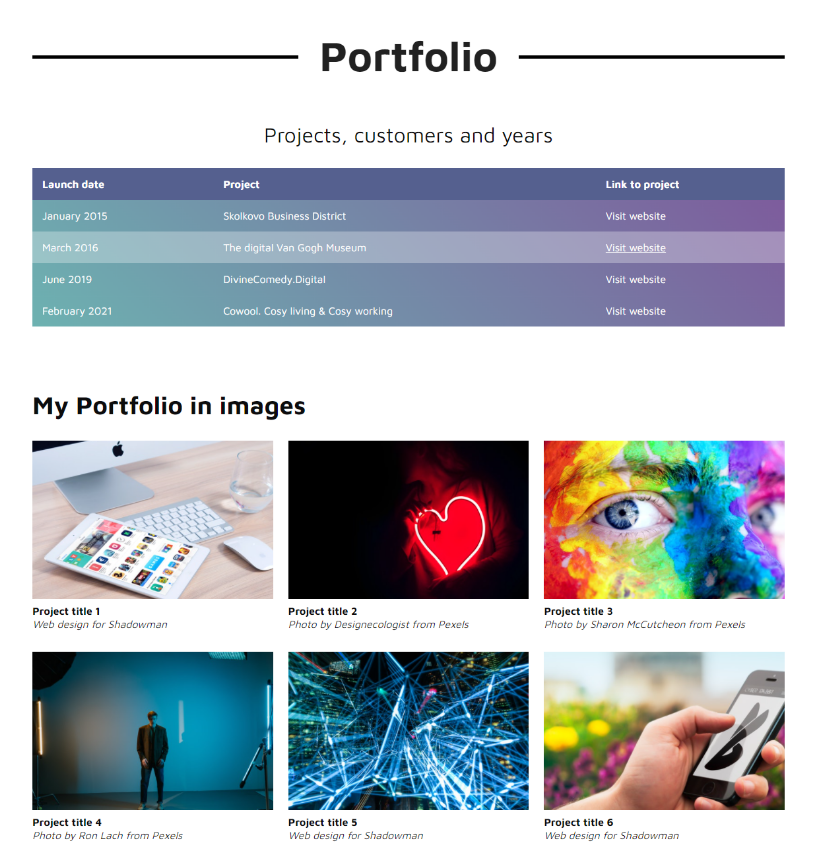 Portfolio
Projects, customers and years
Launch date Project Link to project
January 2015 Skolkovo Business District Visit website
March 2016 The digital Van Gogh Museum Visit website
June 2019 DivineComedy.Digital Visit website
February 2021 Cowool. Cosy living & Cosy working Visit website
My Portfolio in images
Project title 1
Web design for Shadowman
Project title 2
Photo by Designecologist from Pexels
Project title 3
Photo by Sharon McCutcheon from Pexels
Project title 4
Photo by Ron Lach from Pexels
Project title 5
Web design for Shadowman
Project title 6
Web design for Shadowman